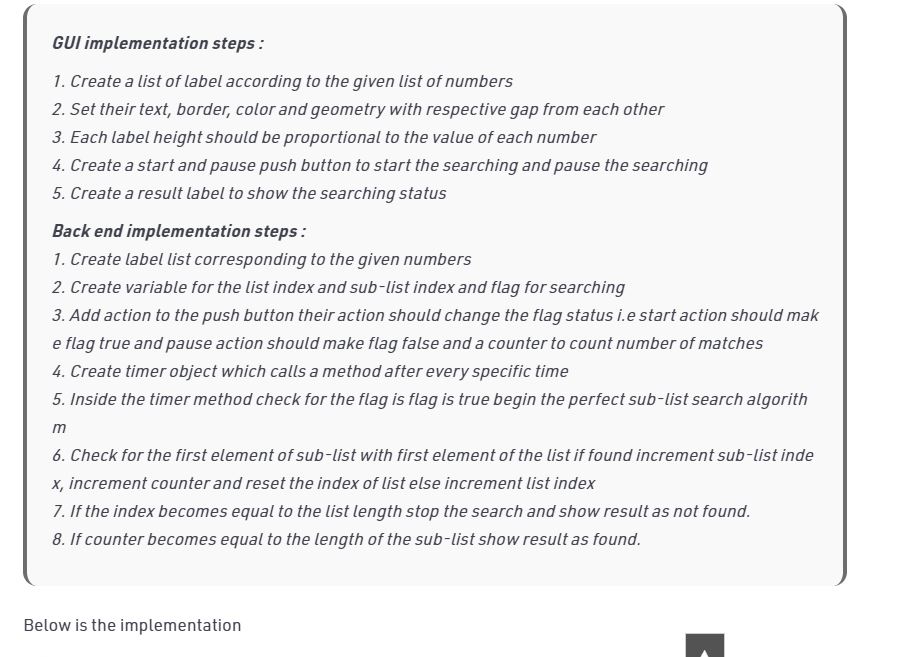 GUI implementation steps :
1. Create a list of label according to the given list of numbers
2. Set their text, border, color and geometry with respective gap from each other
3. Each label height should be proportional to the value of each number
4. Create a start and pause push button to start the searching and pause the searching
5. Create a result label to show the searching status
Back end implementation steps :
1. Create label list corresponding to the given numbers
2. Create variable for the list index and sub-list index and flag for searching
3. Add action to the push button their action should change the flag status i.e start action should mak
e flag true and pause action should make flag false and a counter to count number of matches
4. Create timer object which calls a method after every specific time
5. Inside the timer method check for the flag is flag is true begin the perfect sub-list search algorith
m
6. Check for the first element of sub-list with first element of the list if found increment sub-list inde
x, increment counter and reset the index of list else increment list index
7. If the index becomes equal to the list length stop the search and show result as not found.
8. If counter becomes equal to the length of the sub-list show result as found.
Below is the implementation